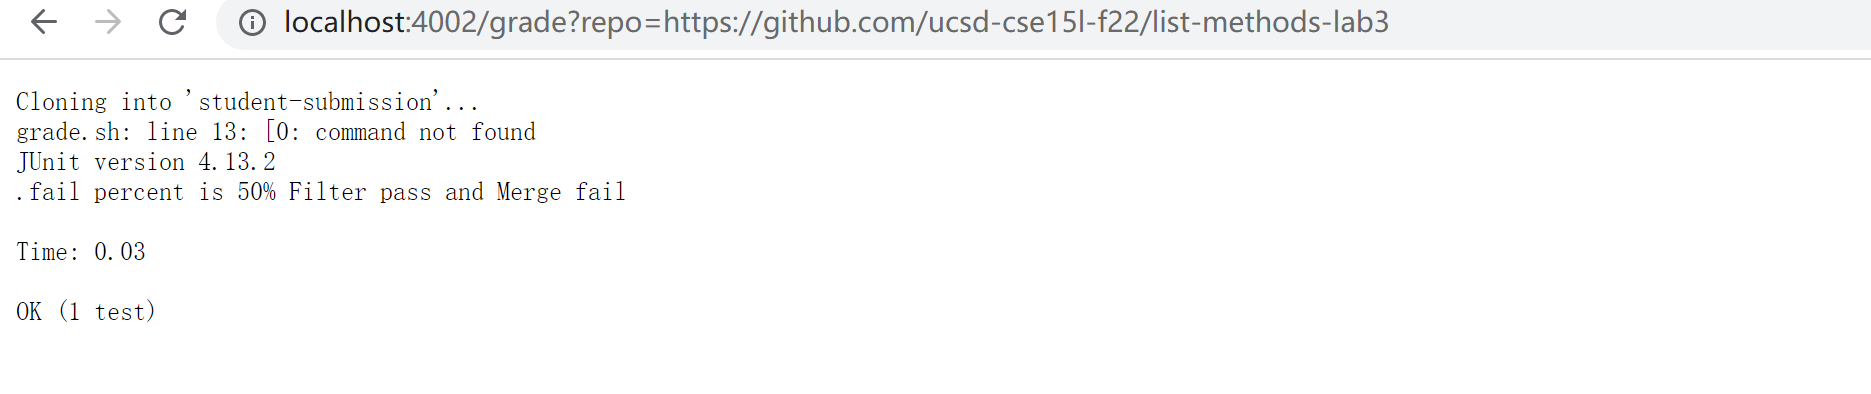 localhost:4002/grade?repo=https://github.com/ucsd-cse15l-f22/list-methods-lab3
Cloning into 'student-submission'...
grade.sh: line 13: [0: command not found
JUnit version 4.13.2
.fail percent is 50% Filter pass and Merge fail
Time: 0.03
OK (1 test)